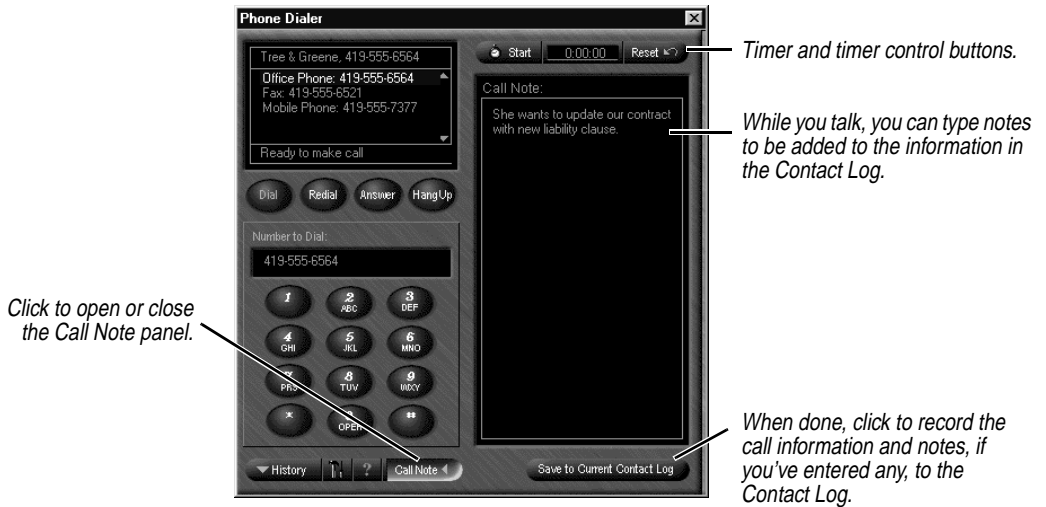 Phone Dialer
Tree & Greene, 419-555-6564
Office Phone: 419-555-6564
Fax: 419-555-6521
Mobile Phone: 419-555-7377
Ready to make call
Dial
Redial
Answer
HangUp
Number to Dial:
419-555-6564
1
2
ABC
3
DEF
4
GHI
5
JKL
6
MNO
PRS
8
TUV
9
WXY
*
OPER
#
History
?
Call Note
Start
0:00:00
Reset
Call Note:
She wants to update our contract
with new liability clause.
Save to Current Contact Log
Click to open or close
the Call Note panel.
Timer and timer control buttons.
While you talk, you can type notes
to be added to the information in
the Contact Log.
When done, click to record the
call information and notes, if
you've entered any, to the
Contact Log.